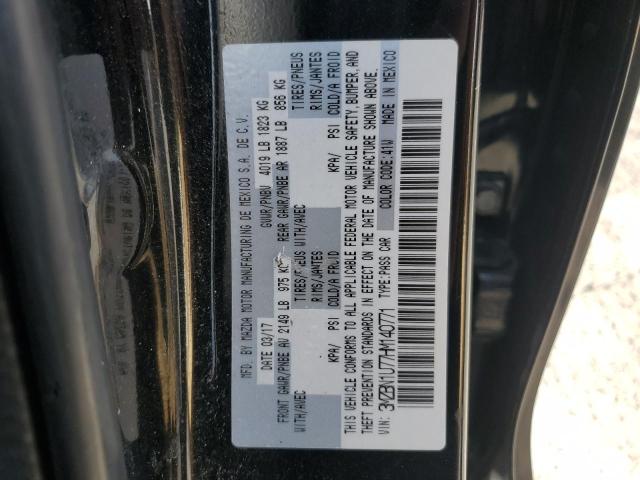 MFD. BY MAZDA MOTOR MANUFACTURING DE MEXICO S.A. DE C.V.
DATE 03/17 GVWR/PNBV 4019 LB 1823 KG
FRONT GAWR/PNBE AV 2149 LB 975 KG REAR GAWR/PNBE AR 1887 LB 856 KG
WITH/AVEC TIRES/PNEUS WITH/AVEC TIRES/PNEUS
RIMS/JANTES RIMS/JANTES
KPA/ PSI COLD/A FROID KPA/ PSI COLD/A FROID
THIS VEHICLE CONFORMS TO ALL APPLICABLE FEDERAL MOTOR VEHICLE SAFETY, BUMPER, AND
THEFT PREVENTION STANDARDS IN EFFECT ON THE DATE OF MANUFACTURE SHOWN ABOVE.
VIN: 3MZBN1U77HM140771 TYPE:PASS CAR COLOR CODE:41W MADE IN MEXICO